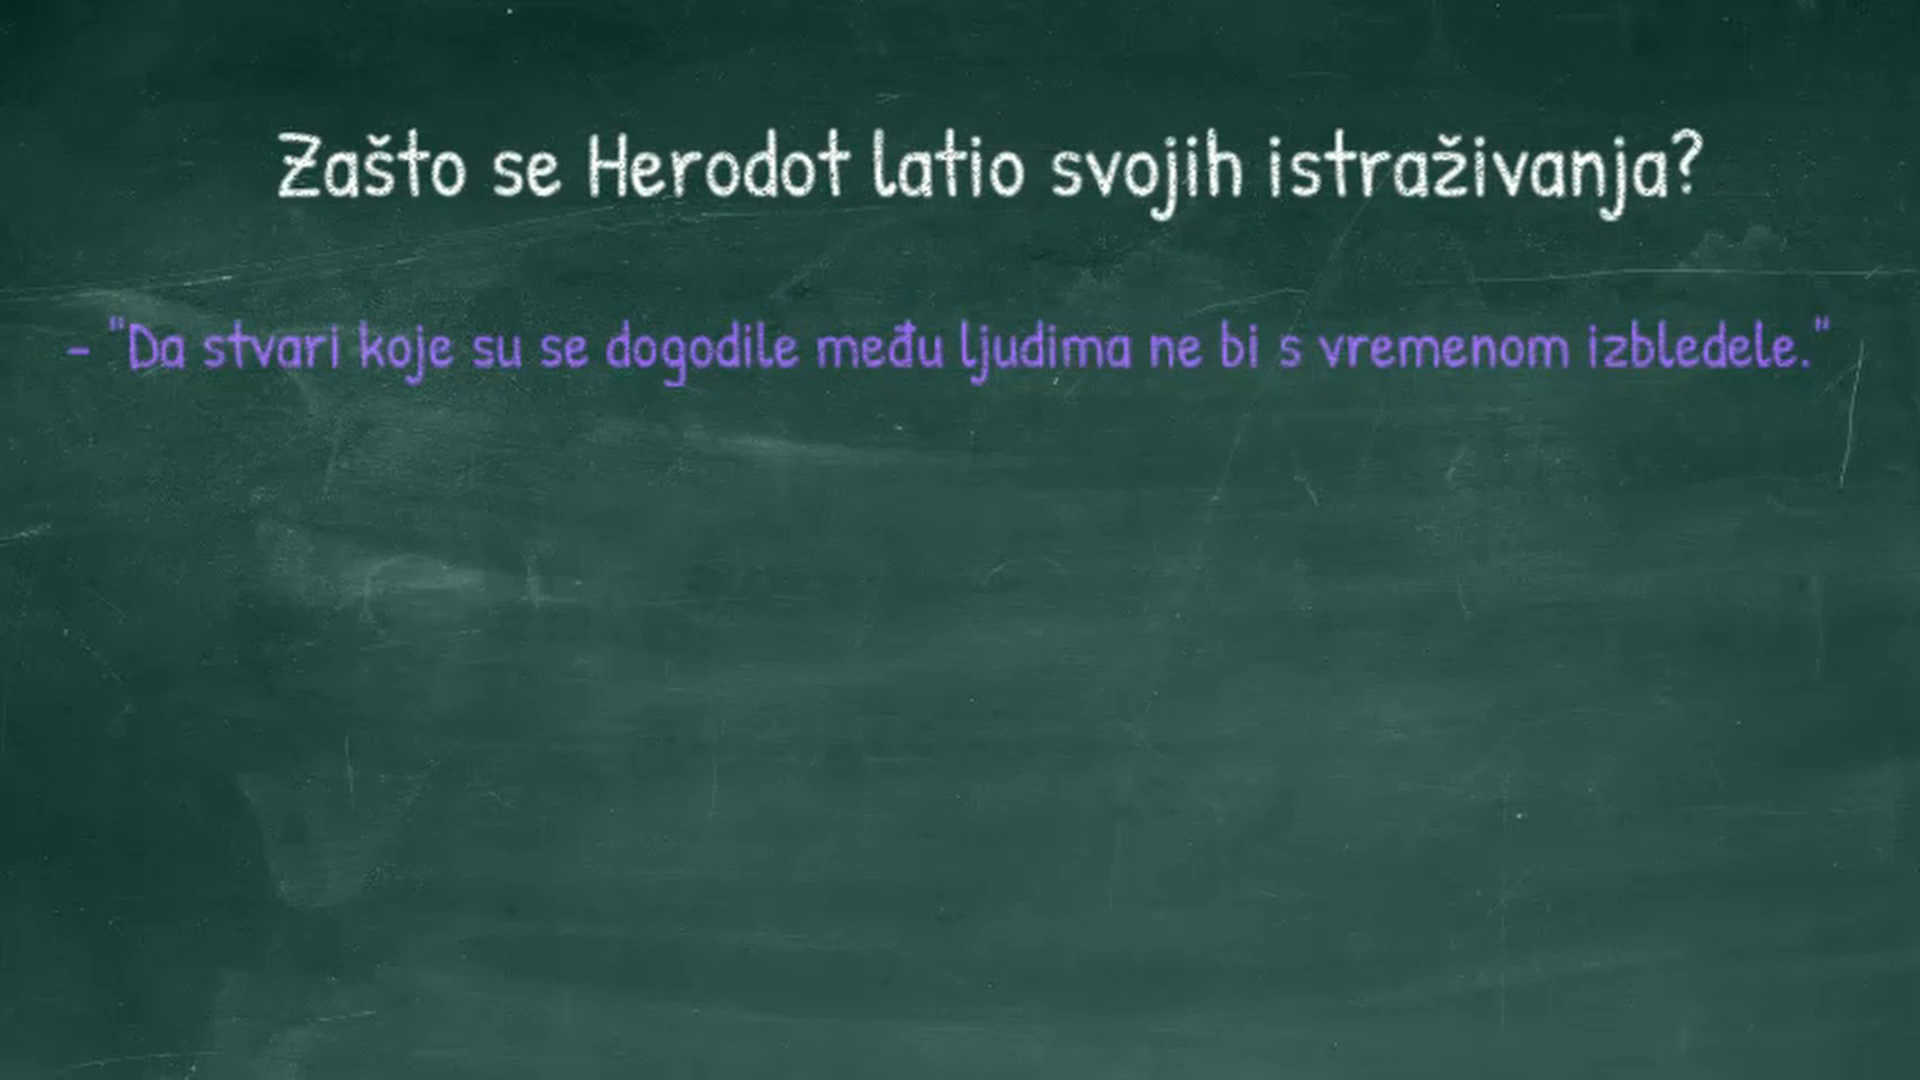 Zašto se Herodot latio svojih istraživanja?
- "Da stvari koje su se dogodile među ljudima ne bi s vremenom izbledele."